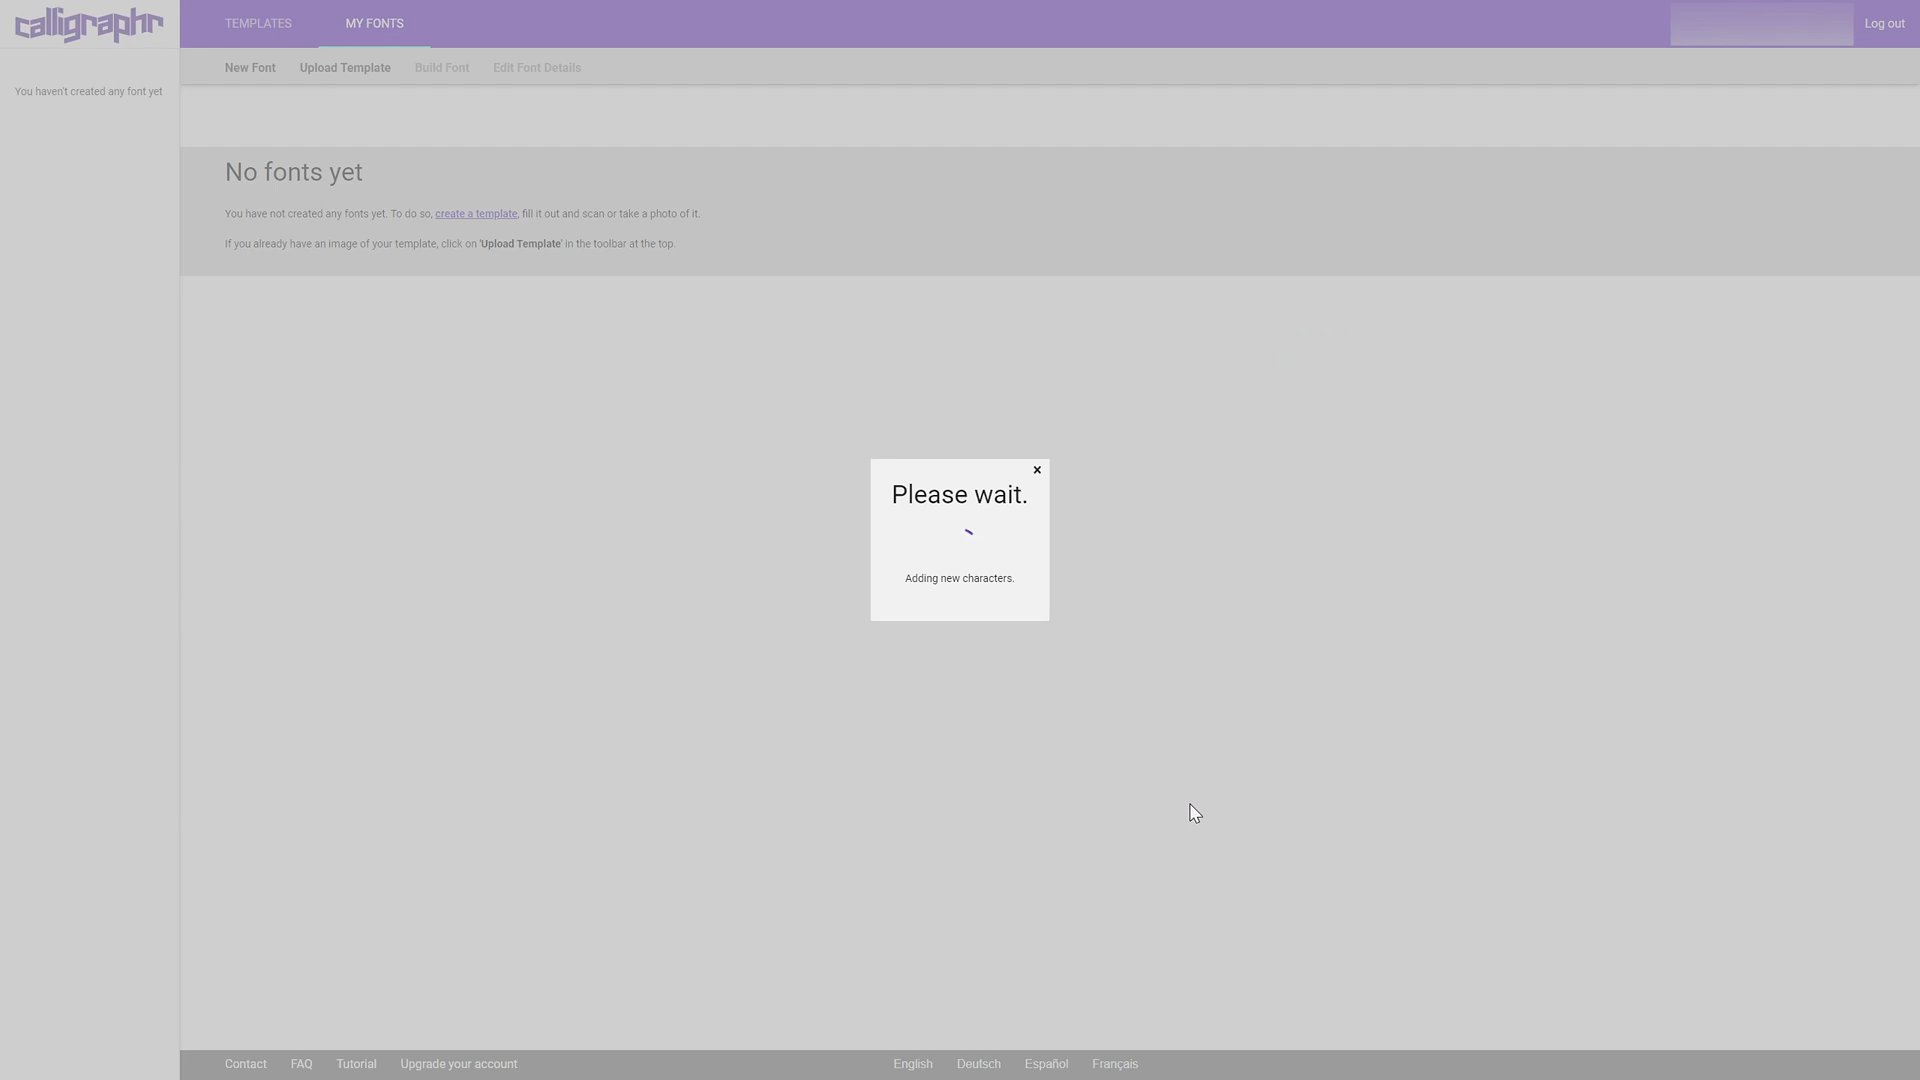 calligraphr
TEMPLATES
MY FONTS
Log out
New Font
Upload Template
Build Font
Edit Font Details
You haven't created any font yet
No fonts yet
You have not created any fonts yet. To do so, create a template, fill it out and scan or take a photo of it.
If you already have an image of your template, click on 'Upload Template' in the toolbar at the top.
×
Please wait.
Adding new characters.
Contact
FAQ
Tutorial
Upgrade your account
English
Deutsch
Español
Français